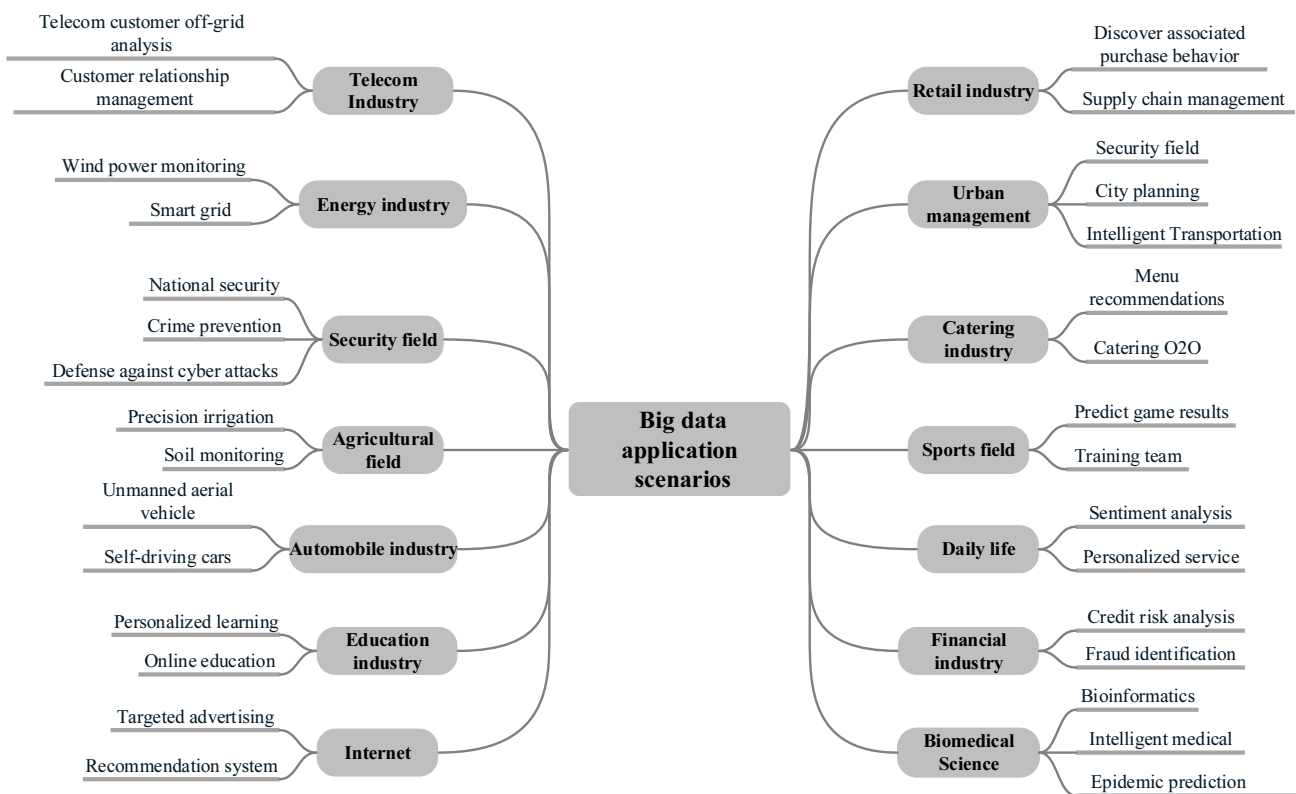 Telecom customer off-grid
analysis
Customer relationship
management
Telecom
Industry
Wind power monitoring
Smart grid
Energy industry
National security
Crime prevention
Defense against cyber attacks
Security field
Precision irrigation
Soil monitoring
Agricultural
field
Unmanned aerial
vehicle
Self-driving cars
Automobile industry
Personalized learning
Online education
Education
industry
Targeted advertising
Recommendation system
Internet
Big data
application
scenarios
Retail industry
Discover associated
purchase behavior
Supply chain management
Urban
management
Security field
City planning
Intelligent Transportation
Catering
industry
Menu
recommendations
Catering O2O
Sports field
Predict game results
Training team
Daily life
Sentiment analysis
Personalized service
Financial
industry
Credit risk analysis
Fraud identification
Biomedical
Science
Bioinformatics
Intelligent medical
Epidemic prediction